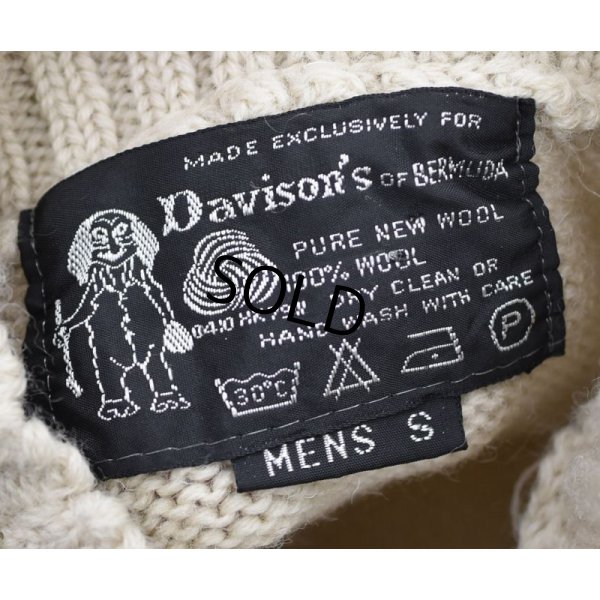 MADE EXCLUSIVELY FOR
Davison's OF BERMUDA
PURE NEW WOOL
100% WOOL
DRY CLEAN OR
HAND WASH WITH CARE
30°C
P
MENS S
SOLD